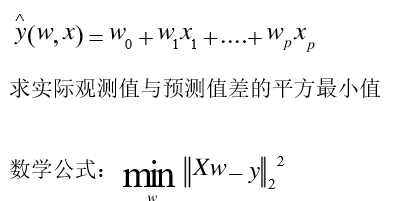 ŷ(w, x) = w₀ + w₁x₁ + .... + wₚxₚ
求实际观测值与预测值差的平方最小值
数学公式： min_w ‖Xw − y‖₂²